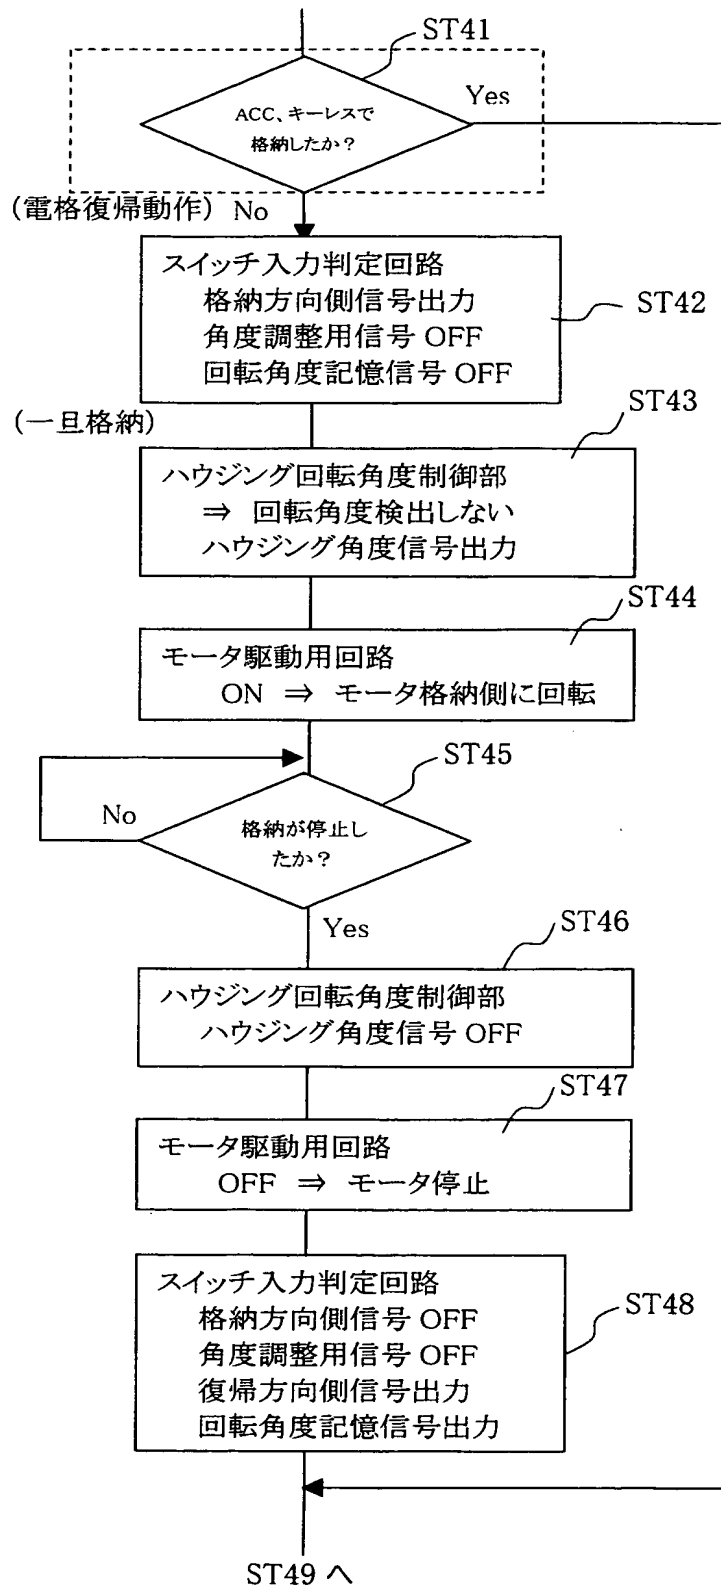 ST41
Yes
ACC、キーレスで
格納したか？
(電格復帰動作)
No
スイッチ入力判定回路
格納方向側信号出力
角度調整用信号 OFF
回転角度記憶信号 OFF
ST42
(一旦格納)
ST43
ハウジング回転角度制御部
⇒ 回転角度検出しない
ハウジング角度信号出力
ST44
モータ駆動用回路
ON ⇒ モータ格納側に回転
ST45
No
格納が停止し
たか？
Yes
ST46
ハウジング回転角度制御部
ハウジング角度信号 OFF
ST47
モータ駆動用回路
OFF ⇒ モータ停止
スイッチ入力判定回路
格納方向側信号 OFF
角度調整用信号 OFF
復帰方向側信号出力
回転角度記憶信号出力
ST48
ST49 へ